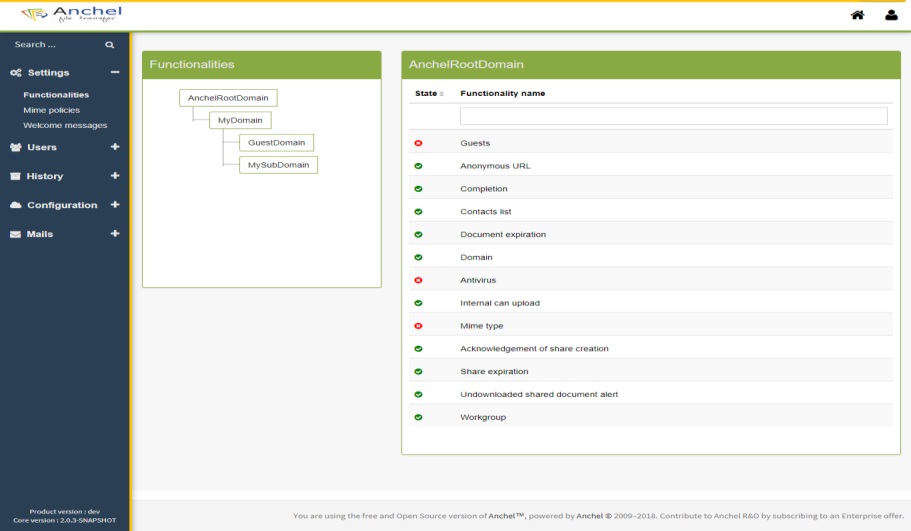 Anchel
file transfer
Search ...
Settings
Functionalities
Mime policies
Welcome messages
Users
History
Configuration
Mails
Product version : dev
Core version : 2.0.3-SNAPSHOT
Functionalities
AnchelRootDomain
MyDomain
GuestDomain
MySubDomain
AnchelRootDomain
State Functionality name
Guests
Anonymous URL
Completion
Contacts list
Document expiration
Domain
Antivirus
Internal can upload
Mime type
Acknowledgement of share creation
Share expiration
Undownloaded shared document alert
Workgroup
You are using the free and Open Source version of Anchel™, powered by Anchel © 2009–2018. Contribute to Anchel R&D by subscribing to an Enterprise offer.